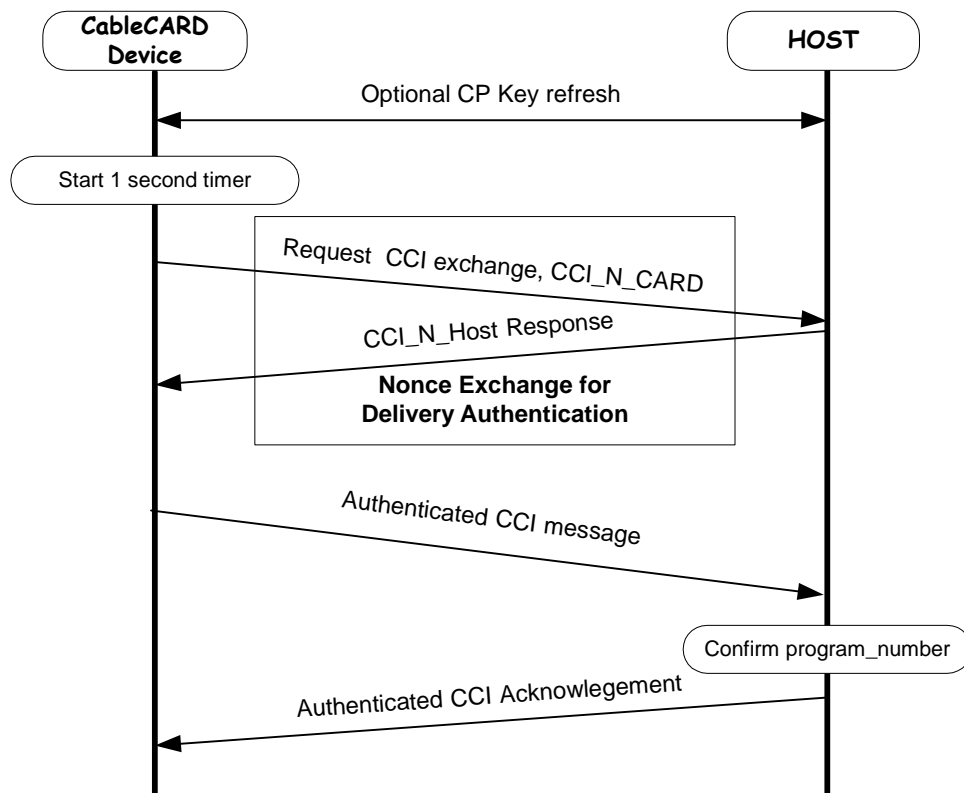 CableCARD
Device
HOST
Optional CP Key refresh
Start 1 second timer
Request CCI exchange, CCI_N_CARD
CCI_N_Host Response
Nonce Exchange for
Delivery Authentication
Authenticated CCI message
Confirm program_number
Authenticated CCI Acknowlegement